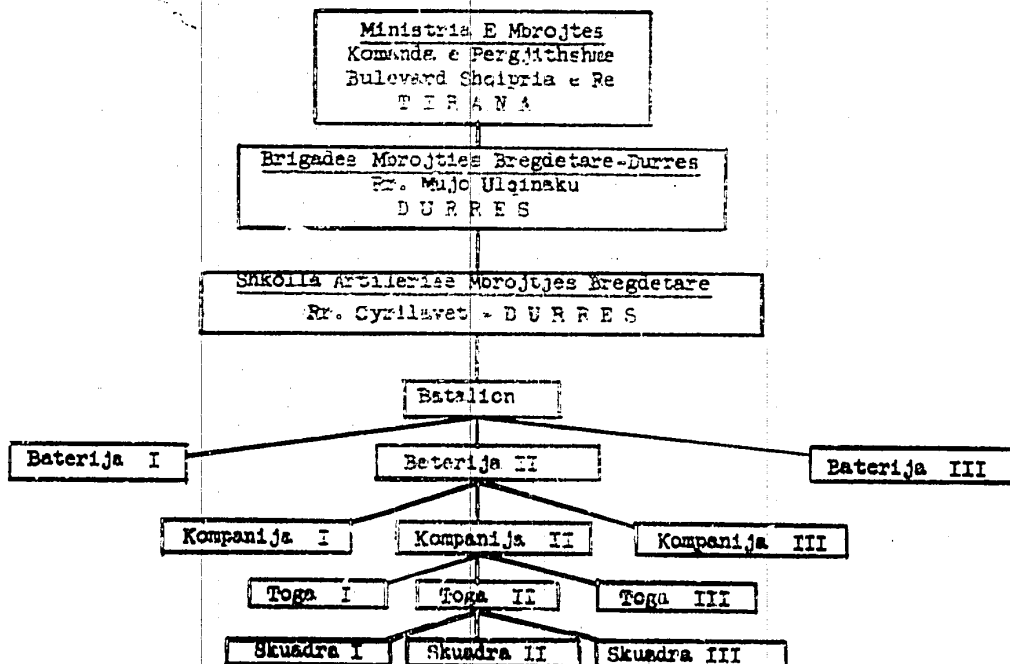 Ministria E Mbrojtes
Komanda e Pergjithshme
Bulevard Shqipria e Re
T I R A N A
Brigades Mbrojties Bregdetare-Durres
Rr. Mujo Ulqinaku
D U R R E S
Shkolla Artilerise Mbrojtjes Bregdetare
Rr. Cyrilavet - D U R R E S
Batalion
Baterija I
Baterija II
Baterija III
Kompanija I
Kompanija II
Kompanija III
Toga I
Toga II
Toga III
Skuadra I
Skuadra II
Skuadra III